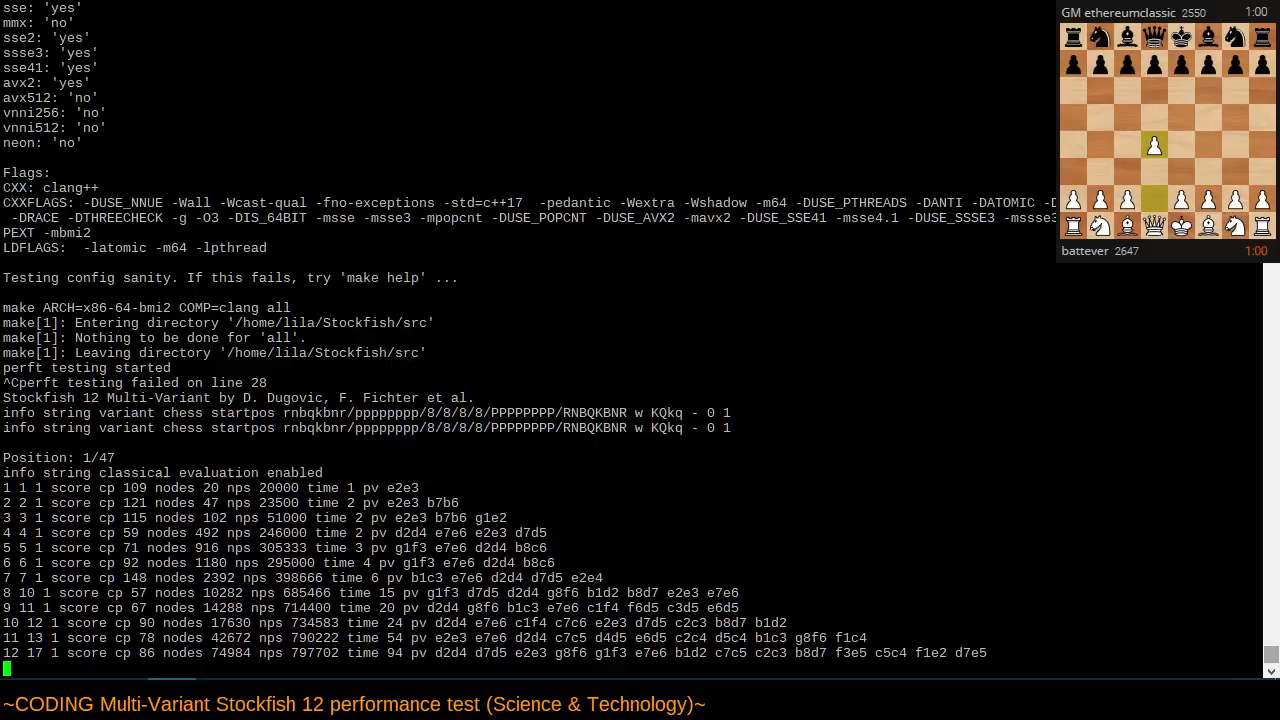 sse: 'yes'
mmx: 'no'
sse2: 'yes'
ssse3: 'yes'
sse41: 'yes'
avx2: 'yes'
avx512: 'no'
vnni256: 'no'
vnni512: 'no'
neon: 'no'
Flags:
CXX: clang++
CXXFLAGS: -DUSE_NNUE -Wall -Wcast-qual -fno-exceptions -std=c++17  -pedantic -Wextra -Wshadow -m64 -DUSE_PTHREADS -DANTI -DATOMIC -D
-DRACE -DTHREECHECK -g -O3 -DIS_64BIT -msse -msse3 -mpopcnt -DUSE_POPCNT -DUSE_AVX2 -mavx2 -DUSE_SSE41 -msse4.1 -DUSE_SSSE3 -mssse3
PEXT -mbmi2
LDFLAGS:  -latomic -m64 -lpthread
Testing config sanity. If this fails, try 'make help' ...
make ARCH=x86-64-bmi2 COMP=clang all
make[1]: Entering directory '/home/lila/Stockfish/src'
make[1]: Nothing to be done for 'all'.
make[1]: Leaving directory '/home/lila/Stockfish/src'
perft testing started
^Cperft testing failed on line 28
Stockfish 12 Multi-Variant by D. Dugovic, F. Fichter et al.
info string variant chess startpos rnbqkbnr/pppppppp/8/8/8/8/PPPPPPPP/RNBQKBNR w KQkq - 0 1
info string variant chess startpos rnbqkbnr/pppppppp/8/8/8/8/PPPPPPPP/RNBQKBNR w KQkq - 0 1
Position: 1/47
info string classical evaluation enabled
1 1 1 score cp 109 nodes 20 nps 20000 time 1 pv e2e3
2 2 1 score cp 121 nodes 47 nps 23500 time 2 pv e2e3 b7b6
3 3 1 score cp 115 nodes 102 nps 51000 time 2 pv e2e3 b7b6 g1e2
4 4 1 score cp 59 nodes 492 nps 246000 time 2 pv d2d4 e7e6 e2e3 d7d5
5 5 1 score cp 71 nodes 916 nps 305333 time 3 pv g1f3 e7e6 d2d4 b8c6
6 6 1 score cp 92 nodes 1180 nps 295000 time 4 pv g1f3 e7e6 d2d4 b8c6
7 7 1 score cp 148 nodes 2392 nps 398666 time 6 pv b1c3 e7e6 d2d4 d7d5 e2e4
8 10 1 score cp 57 nodes 10282 nps 685466 time 15 pv g1f3 d7d5 d2d4 g8f6 b1d2 b8d7 e2e3 e7e6
9 11 1 score cp 67 nodes 14288 nps 714400 time 20 pv d2d4 g8f6 b1c3 e7e6 c1f4 f6d5 c3d5 e6d5
10 12 1 score cp 90 nodes 17630 nps 734583 time 24 pv d2d4 e7e6 c1f4 c7c6 e2e3 d7d5 c2c3 b8d7 b1d2
11 13 1 score cp 78 nodes 42672 nps 790222 time 54 pv e2e3 e7e6 d2d4 c7c5 d4d5 e6d5 c2c4 d5c4 b1c3 g8f6 f1c4
12 17 1 score cp 86 nodes 74984 nps 797702 time 94 pv d2d4 d7d5 e2e3 g8f6 g1f3 e7e6 b1d2 c7c5 c2c3 b8d7 f3e5 c5c4 f1e2 d7e5
GM ethereumclassic 2550 1:00
battever 2647 1:00
~CODING Multi-Variant Stockfish 12 performance test (Science & Technology)~